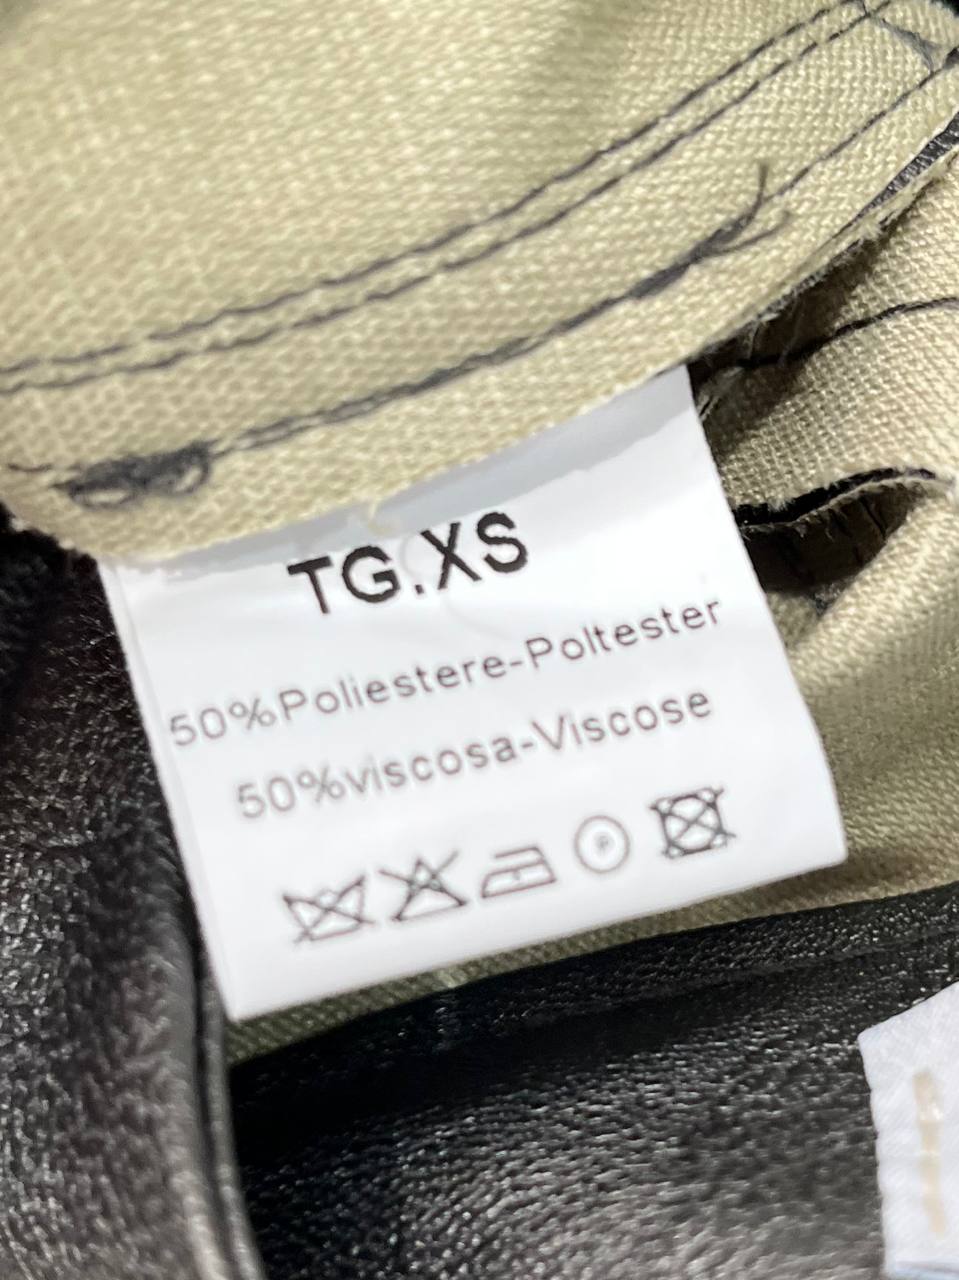 TG.XS
50%Poliestere-Poltester
50%viscosa-Viscose
P